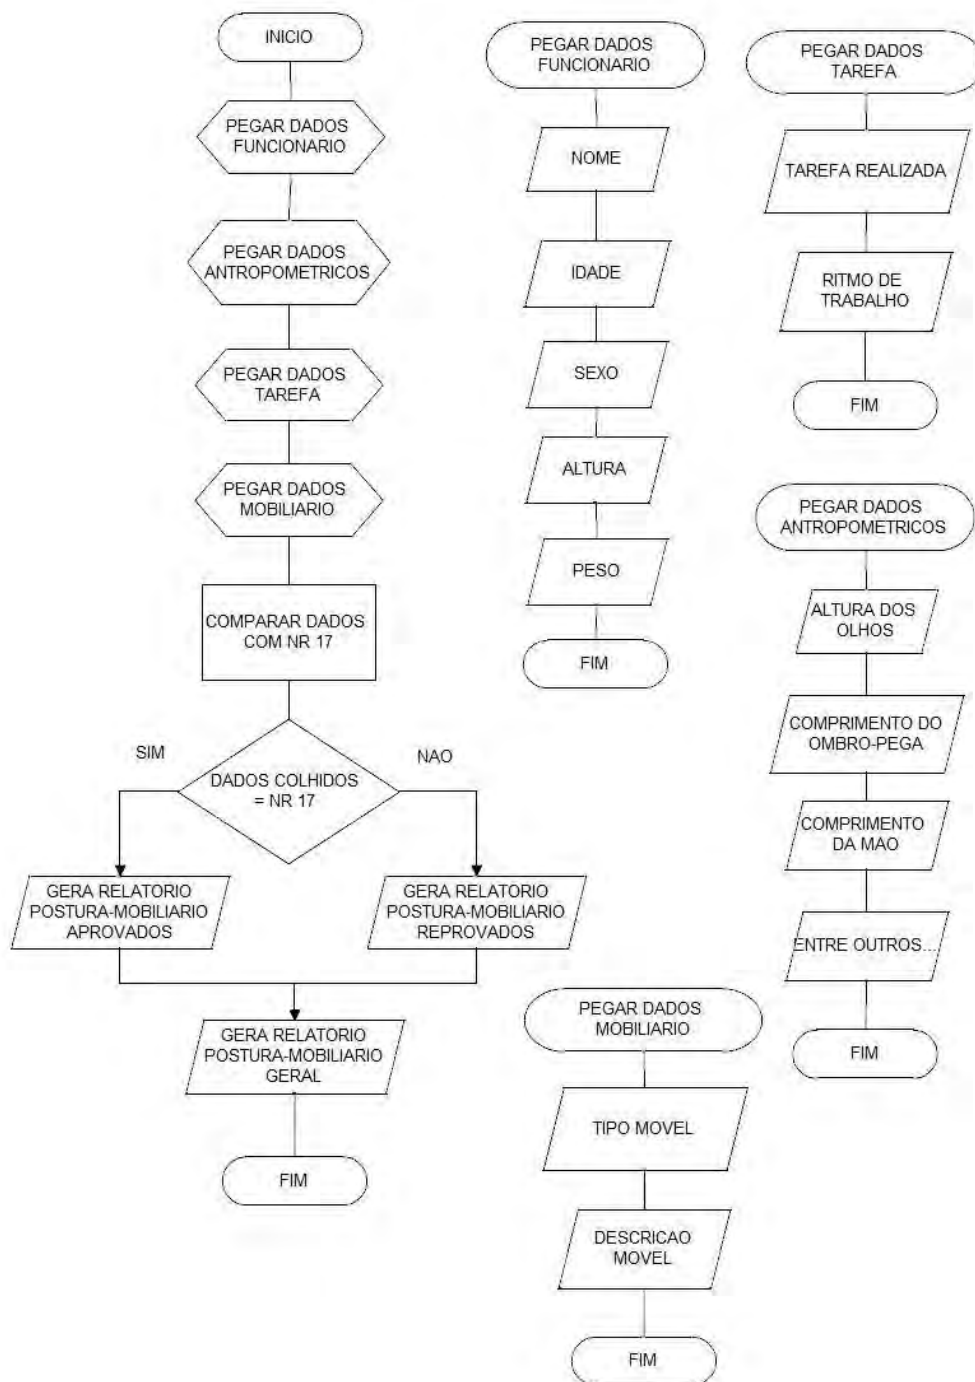 INICIO
PEGAR DADOS
FUNCIONARIO
PEGAR DADOS
ANTROPOMETRICOS
PEGAR DADOS
TAREFA
PEGAR DADOS
MOBILIARIO
COMPARAR DADOS
COM NR 17
SIM
NAO
DADOS COLHIDOS
= NR 17
GERA RELATORIO
POSTURA-MOBILIARIO
APROVADOS
GERA RELATORIO
POSTURA-MOBILIARIO
REPROVADOS
GERA RELATORIO
POSTURA-MOBILIARIO
GERAL
FIM
PEGAR DADOS
FUNCIONARIO
NOME
IDADE
SEXO
ALTURA
PESO
FIM
PEGAR DADOS
TAREFA
TAREFA REALIZADA
RITMO DE
TRABALHO
FIM
PEGAR DADOS
ANTROPOMETRICOS
ALTURA DOS
OLHOS
COMPRIMENTO DO
OMBRO-PEGA
COMPRIMENTO
DA MAO
ENTRE OUTROS....
FIM
PEGAR DADOS
MOBILIARIO
TIPO MOVEL
DESCRICAO
MOVEL
FIM